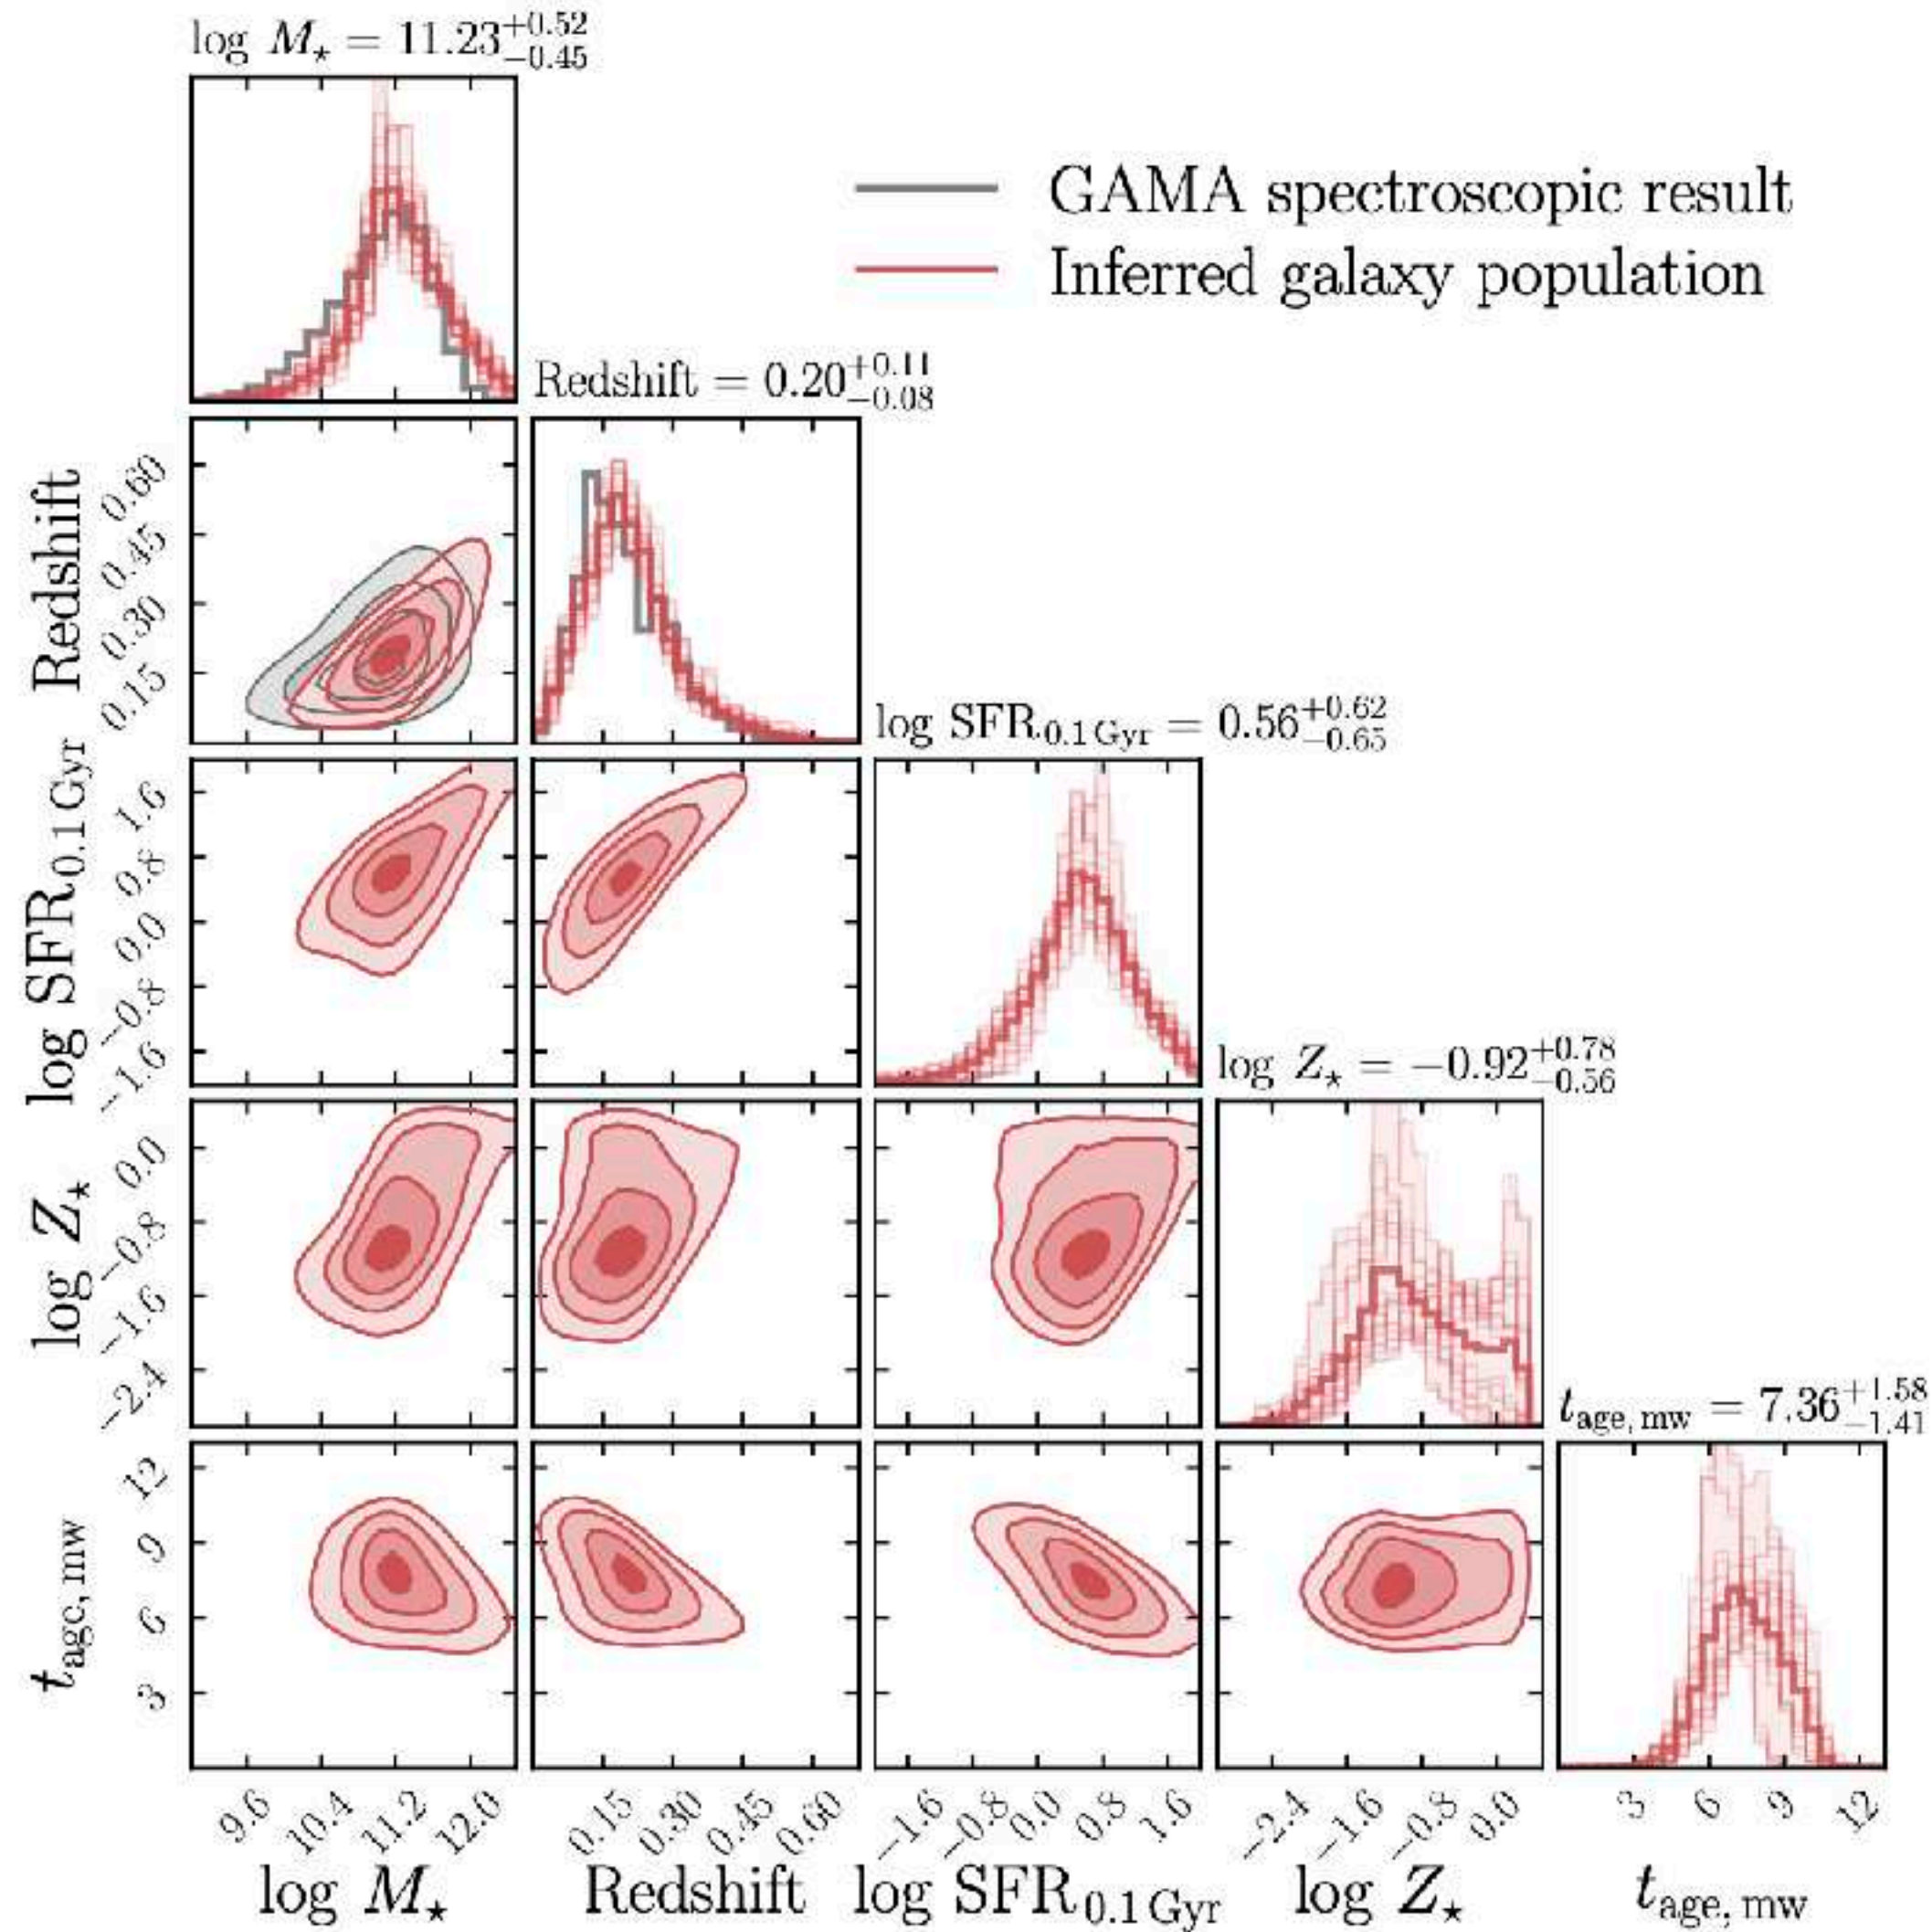 log M⋆ = 11.23+0.52−0.45
GAMA spectroscopic result
Inferred galaxy population
Redshift = 0.20+0.11−0.08
Redshift
0.60
0.45
0.30
0.15
log SFR0.1 Gyr = 0.56+0.62−0.65
log SFR0.1 Gyr
1.6
0.8
0.0
−0.8
−1.6
log Z⋆ = −0.92+0.78−0.56
log Z⋆
0.0
−0.8
−1.6
−2.4
tage, mw = 7.36+1.58−1.41
tage, mw
12
9
6
3
9.6 10.4 11.2 12.0 0.15 0.30 0.45 0.60 −1.6 −0.8 0.0 0.8 1.6 −2.4 −1.6 −0.8 0.0 3 6 9 12
log M⋆ Redshift log SFR0.1 Gyr log Z⋆ tage, mw